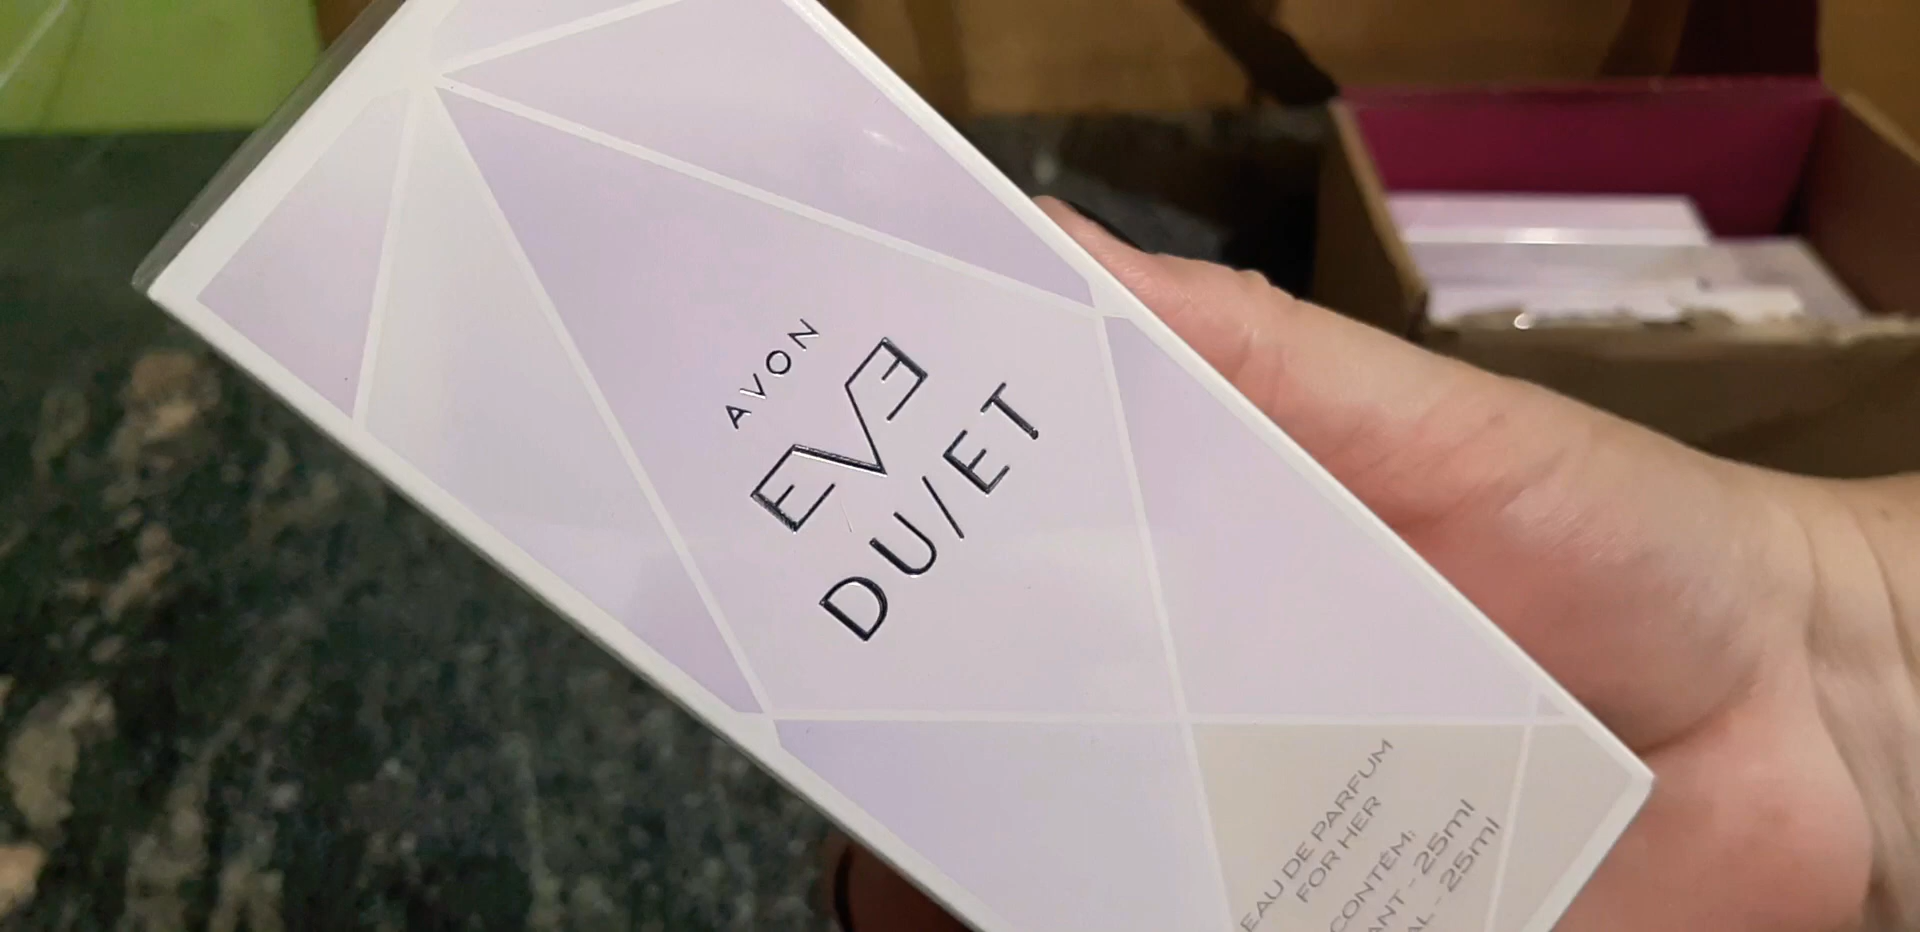 AVON
EVE
DU/ET
EAU DE PARFUM
FOR HER
CONTÉM:
- 25ml
- 25ml